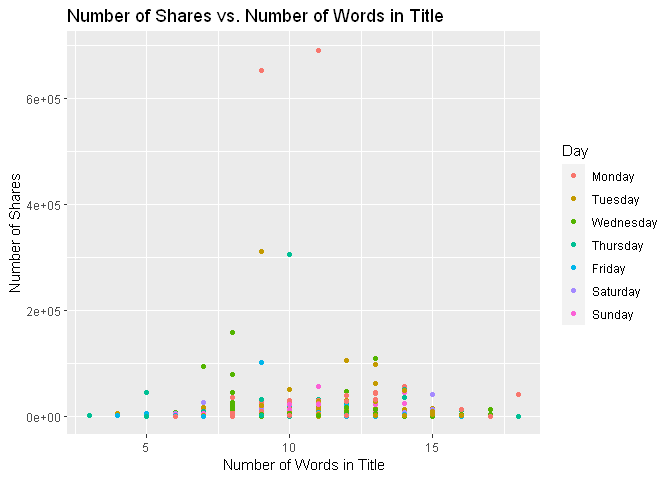 Number of Shares vs. Number of Words in Title
Number of Shares
6e+05
4e+05
2e+05
0e+00
5
10
15
Number of Words in Title
Day
Monday
Tuesday
Wednesday
Thursday
Friday
Saturday
Sunday